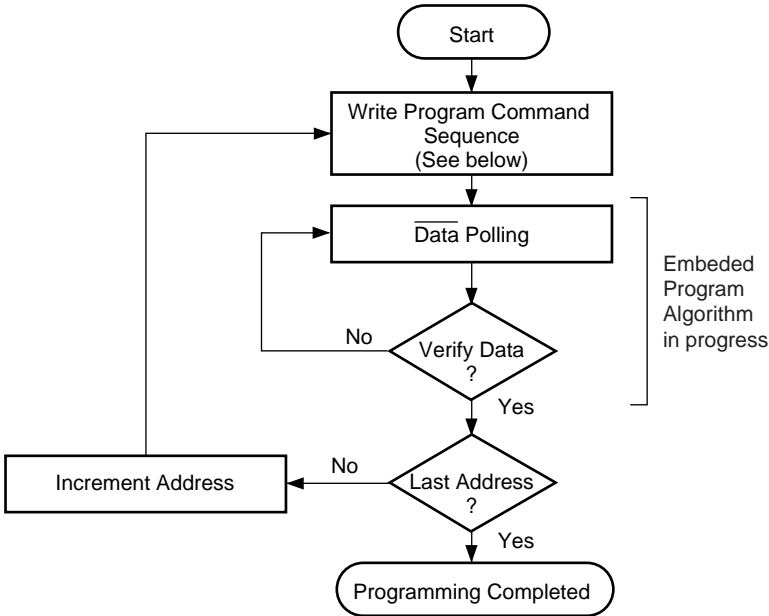 Start
Write Program Command
Sequence
(See below)
Data Polling
Embeded
Program
Algorithm
in progress
No
Verify Data
?
Yes
Increment Address
No
Last Address
?
Yes
Programming Completed